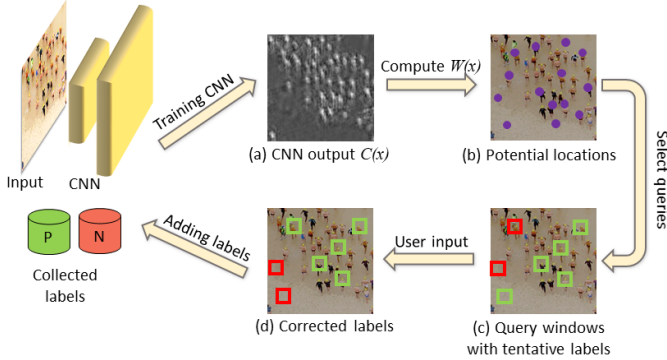 Input
CNN
Training CNN
(a) CNN output C(x)
Compute W(x)
(b) Potential locations
Select queries
(c) Query windows
with tentative labels
User input
(d) Corrected labels
Adding labels
P
N
Collected
labels